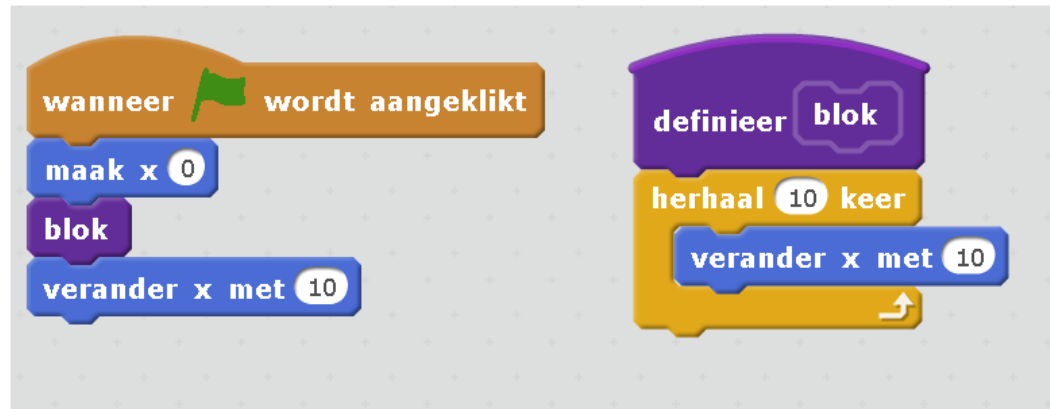 wanneer wordt aangeklikt
maak x 0
blok
verander x met 10
definieer blok
herhaal 10 keer
verander x met 10